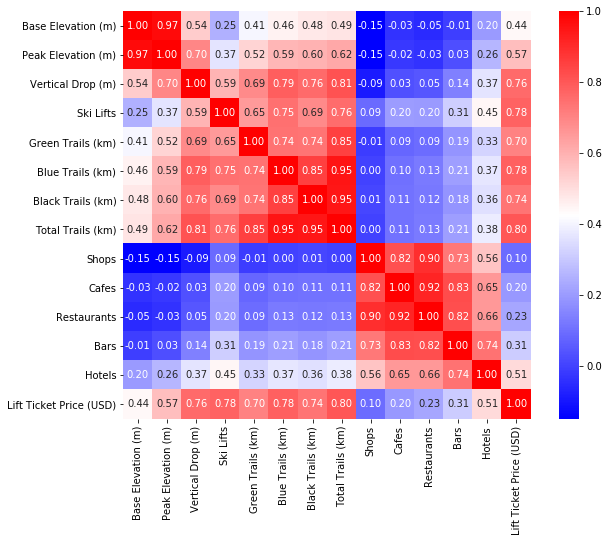 Base Elevation (m) 1.00 0.97 0.54 0.25 0.41 0.46 0.48 0.49 -0.15 -0.03 -0.05 -0.01 0.20 0.44
Peak Elevation (m) 0.97 1.00 0.70 0.37 0.52 0.59 0.60 0.62 -0.15 -0.02 -0.03 0.03 0.26 0.57
Vertical Drop (m) 0.54 0.70 1.00 0.59 0.69 0.79 0.76 0.81 -0.09 0.03 0.05 0.14 0.37 0.76
Ski Lifts 0.25 0.37 0.59 1.00 0.65 0.75 0.69 0.76 0.09 0.20 0.20 0.31 0.45 0.78
Green Trails (km) 0.41 0.52 0.69 0.65 1.00 0.74 0.74 0.85 -0.01 0.09 0.09 0.19 0.33 0.70
Blue Trails (km) 0.46 0.59 0.79 0.75 0.74 1.00 0.85 0.95 0.00 0.10 0.13 0.21 0.37 0.78
Black Trails (km) 0.48 0.60 0.76 0.69 0.74 0.85 1.00 0.95 0.01 0.11 0.12 0.18 0.36 0.74
Total Trails (km) 0.49 0.62 0.81 0.76 0.85 0.95 0.95 1.00 0.00 0.11 0.13 0.21 0.38 0.80
Shops -0.15 -0.15 -0.09 0.09 -0.01 0.00 0.01 0.00 1.00 0.82 0.90 0.73 0.56 0.10
Cafes -0.03 -0.02 0.03 0.20 0.09 0.10 0.11 0.11 0.82 1.00 0.92 0.83 0.65 0.20
Restaurants -0.05 -0.03 0.05 0.20 0.09 0.13 0.12 0.13 0.90 0.92 1.00 0.82 0.66 0.23
Bars -0.01 0.03 0.14 0.31 0.19 0.21 0.18 0.21 0.73 0.83 0.82 1.00 0.74 0.31
Hotels 0.20 0.26 0.37 0.45 0.33 0.37 0.36 0.38 0.56 0.65 0.66 0.74 1.00 0.51
Lift Ticket Price (USD) 0.44 0.57 0.76 0.78 0.70 0.78 0.74 0.80 0.10 0.20 0.23 0.31 0.51 1.00
Base Elevation (m)
Peak Elevation (m)
Vertical Drop (m)
Ski Lifts
Green Trails (km)
Blue Trails (km)
Black Trails (km)
Total Trails (km)
Shops
Cafes
Restaurants
Bars
Hotels
Lift Ticket Price (USD)
1.0
0.8
0.6
0.4
0.2
0.0